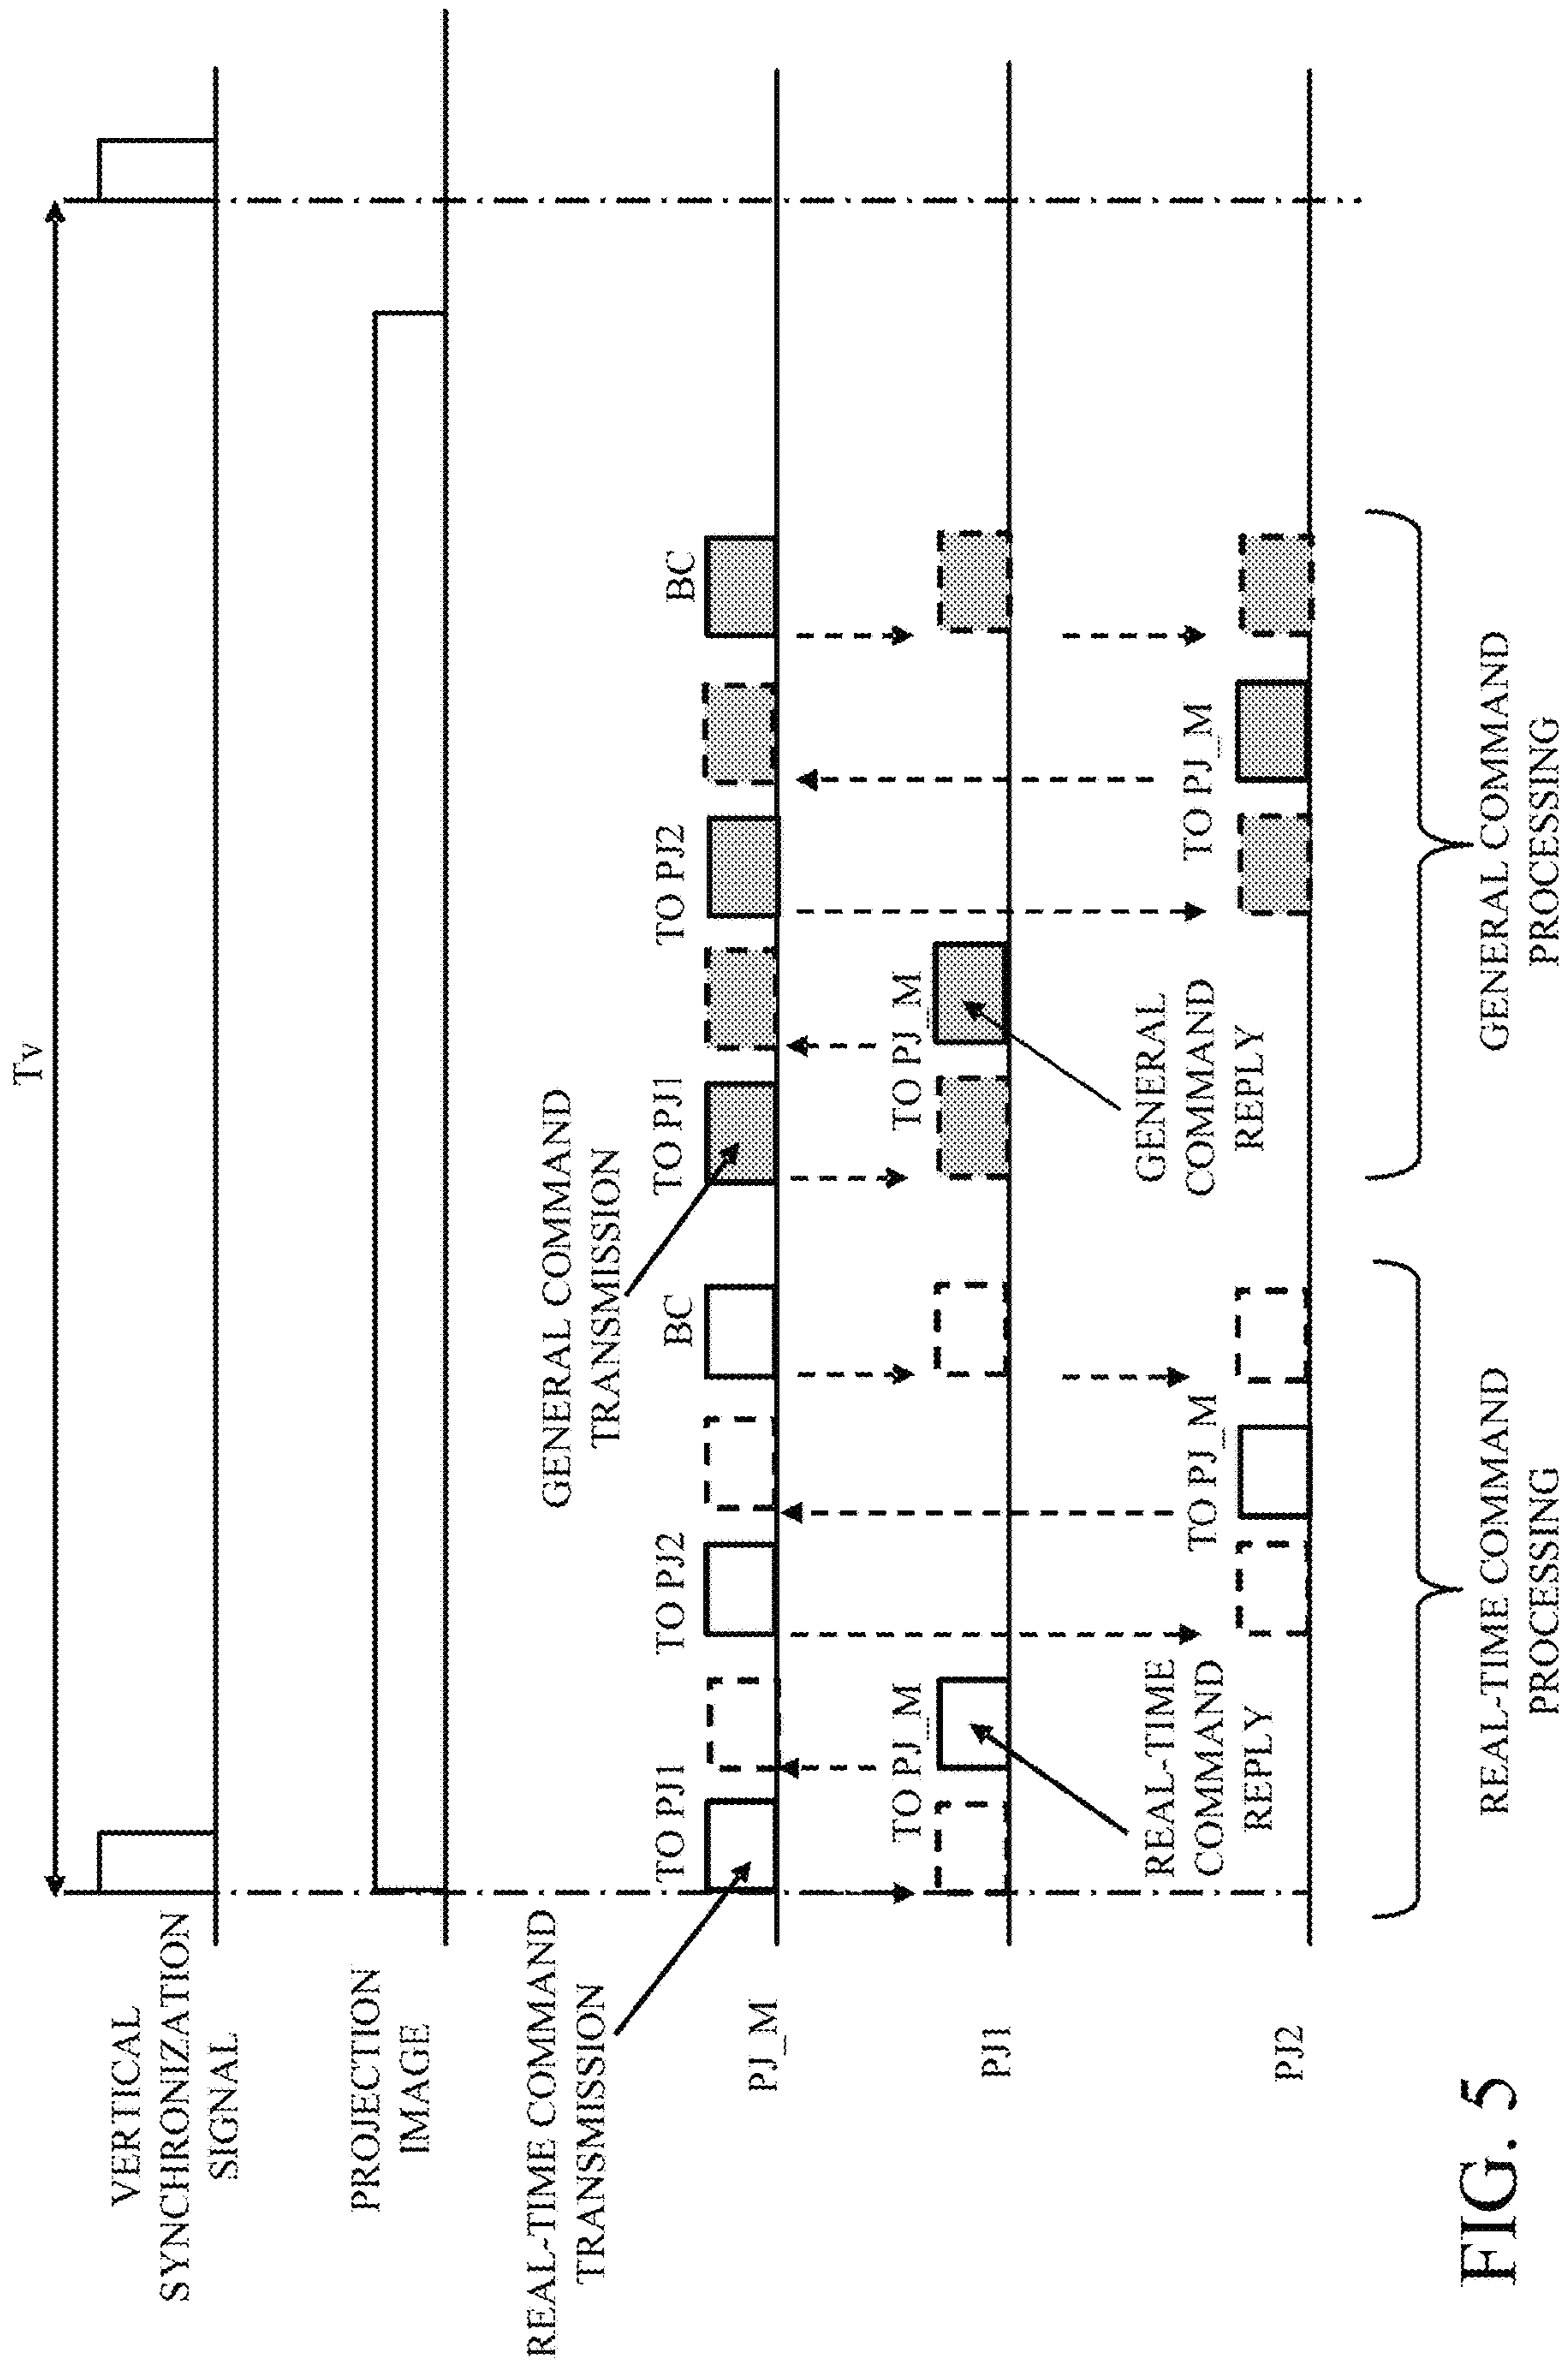 Tv
VERTICAL
SYNCHRONIZATION
SIGNAL
PROJECTION
IMAGE
REAL-TIME COMMAND
TRANSMISSION
GENERAL COMMAND
TRANSMISSION
PJ_M
TO PJ1
TO PJ2
BC
TO PJ1
TO PJ2
BC
PJ1
TO PJ_M
TO PJ_M
REAL-TIME
COMMAND
REPLY
GENERAL
COMMAND
REPLY
PJ2
TO PJ_M
TO PJ_M
REAL-TIME COMMAND
PROCESSING
GENERAL COMMAND
PROCESSING
FIG. 5